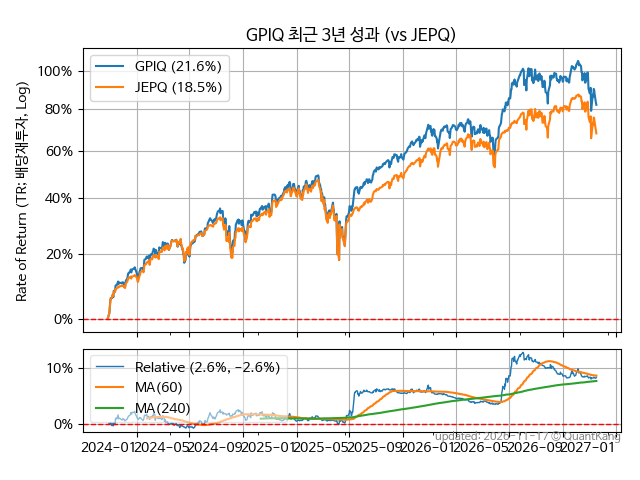 GPIQ 최근 3년 성과 (vs JEPQ)
Rate of Return (TR: 배당재투자, Log)
100%
80%
60%
40%
20%
0%
GPIQ (21.6%)
JEPQ (18.5%)
10%
0%
Relative (2.6%, -2.6%)
MA(60)
MA(240)
2024-01 2024-05 2024-09 2025-01 2025-05 2025-09 2026-01 2026-05 2026-09 2027-01
updated: 2026-11-17 © QuantKang